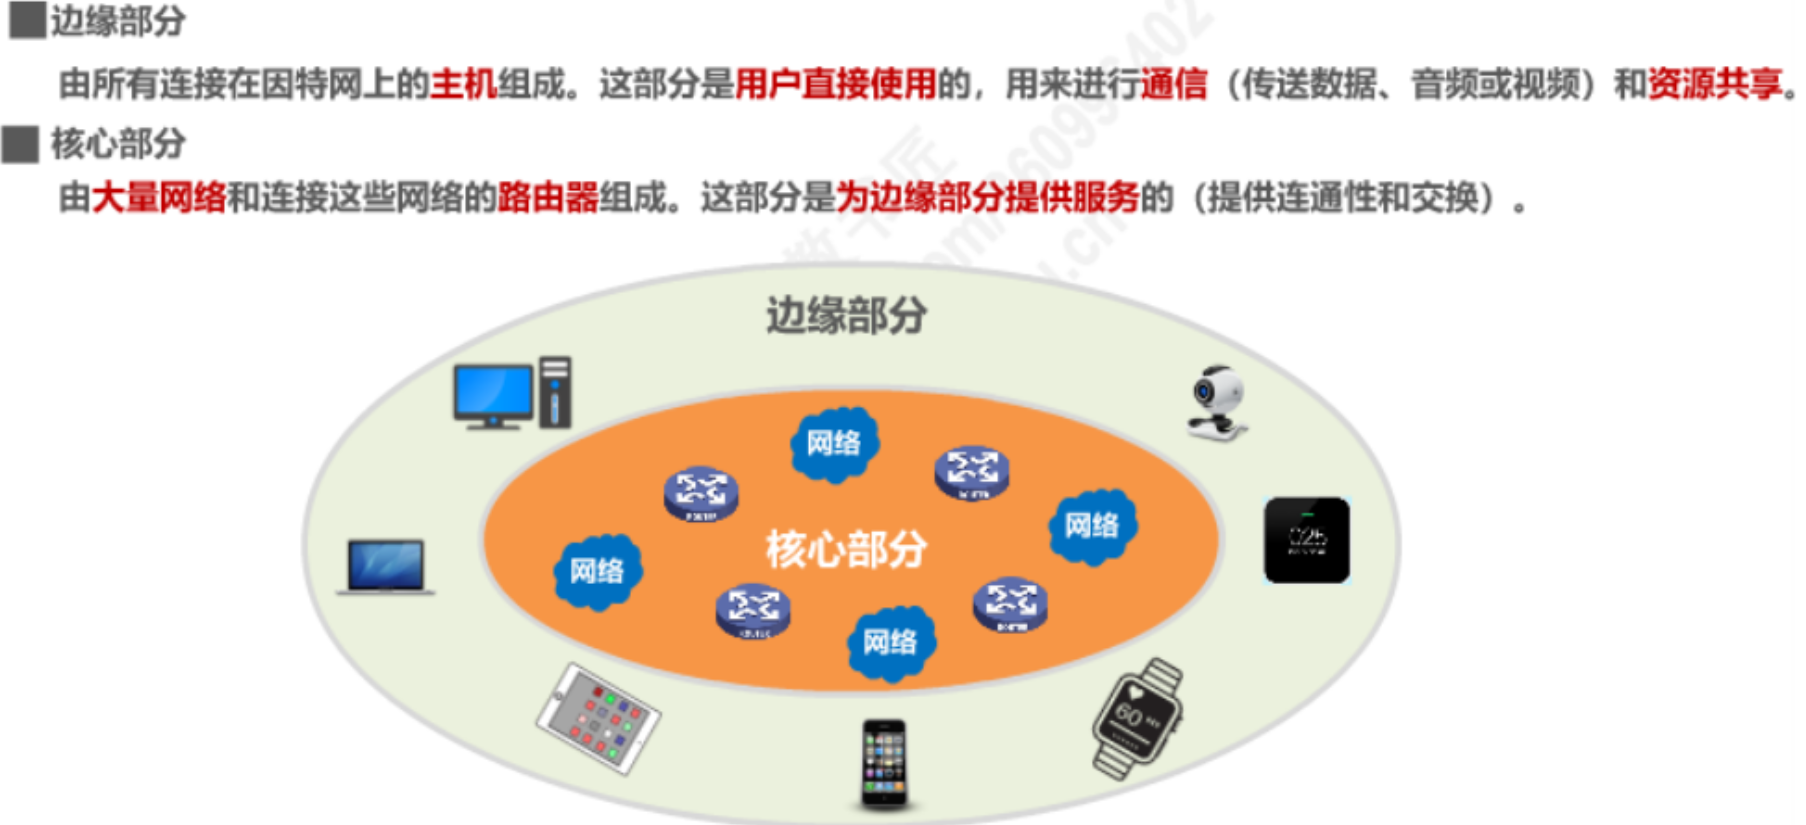 边缘部分
由所有连接在因特网上的主机组成。这部分是用户直接使用的，用来进行通信（传送数据、音频或视频）和资源共享。
核心部分
由大量网络和连接这些网络的路由器组成。这部分是为边缘部分提供服务的（提供连通性和交换）。
边缘部分
网络
网络
核心部分
网络
网络
60